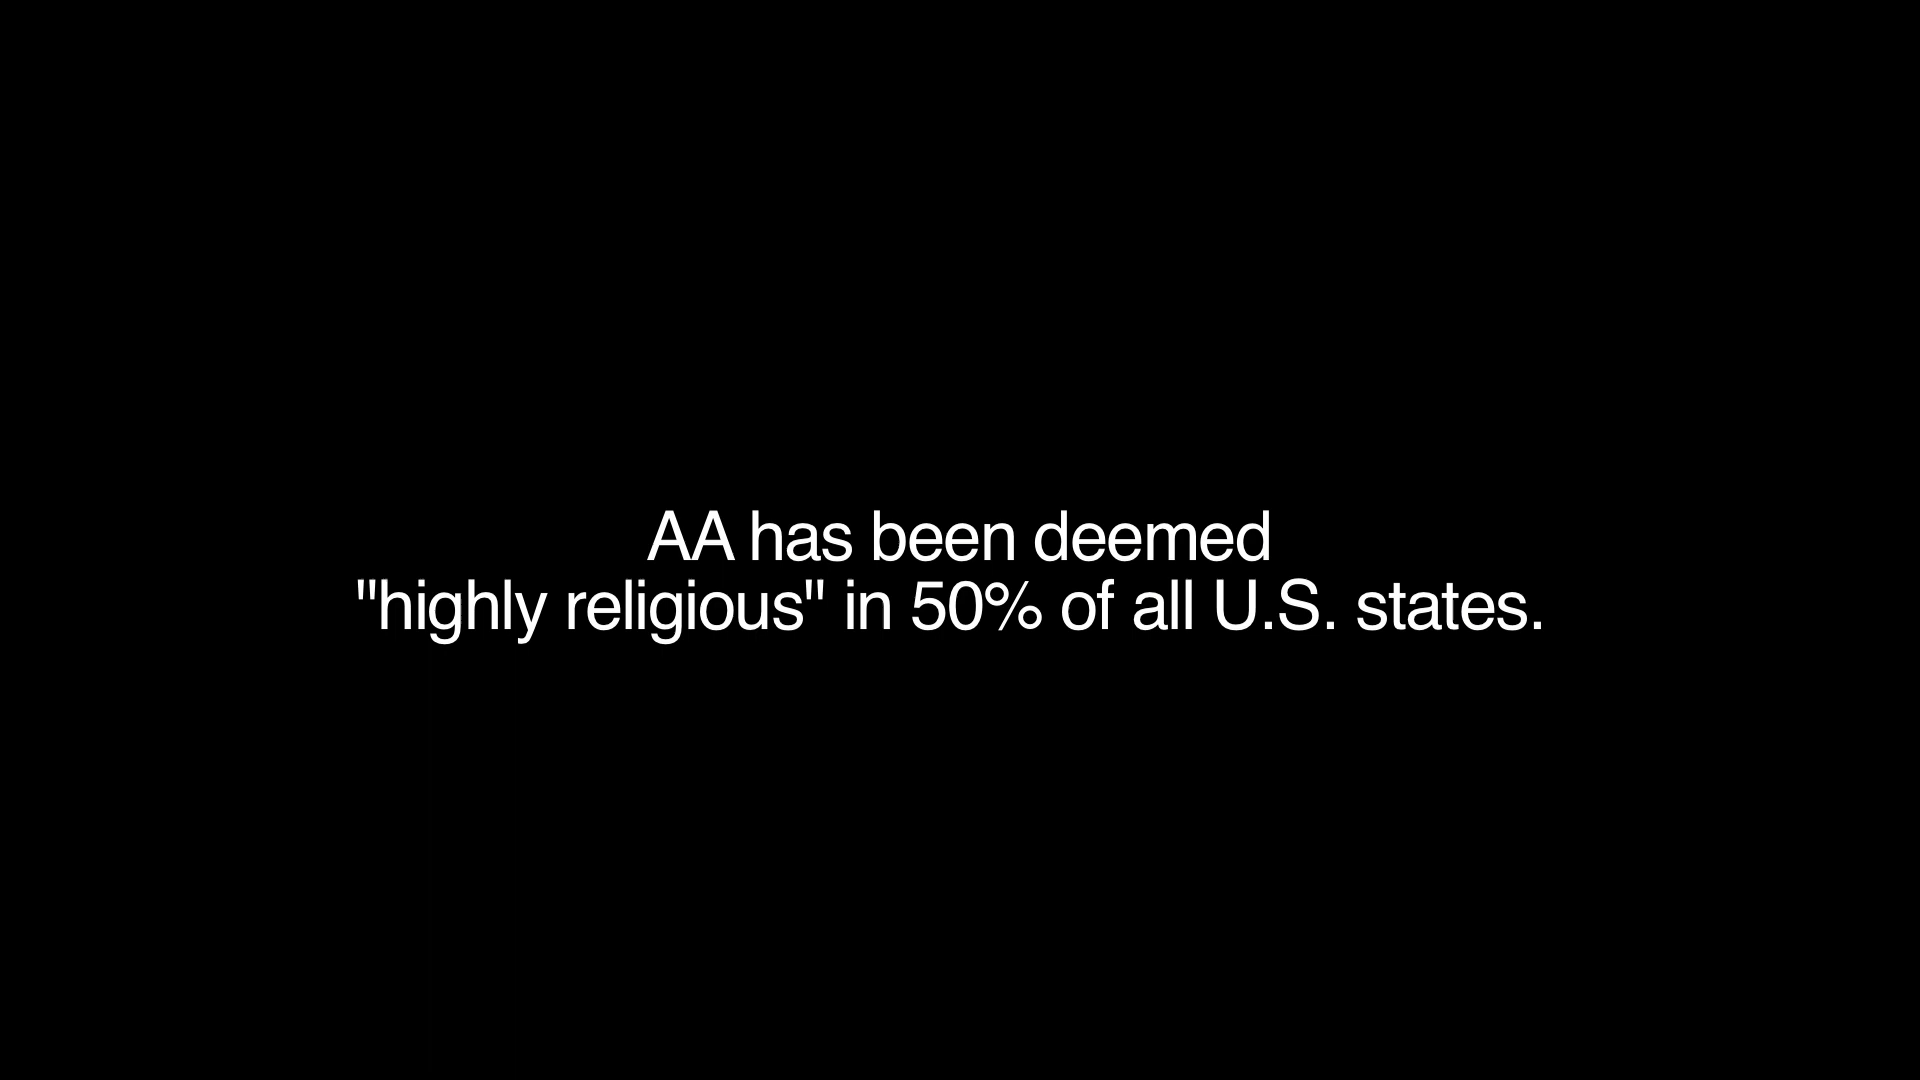 AA has been deemed
"highly religious" in 50% of all U.S. states.